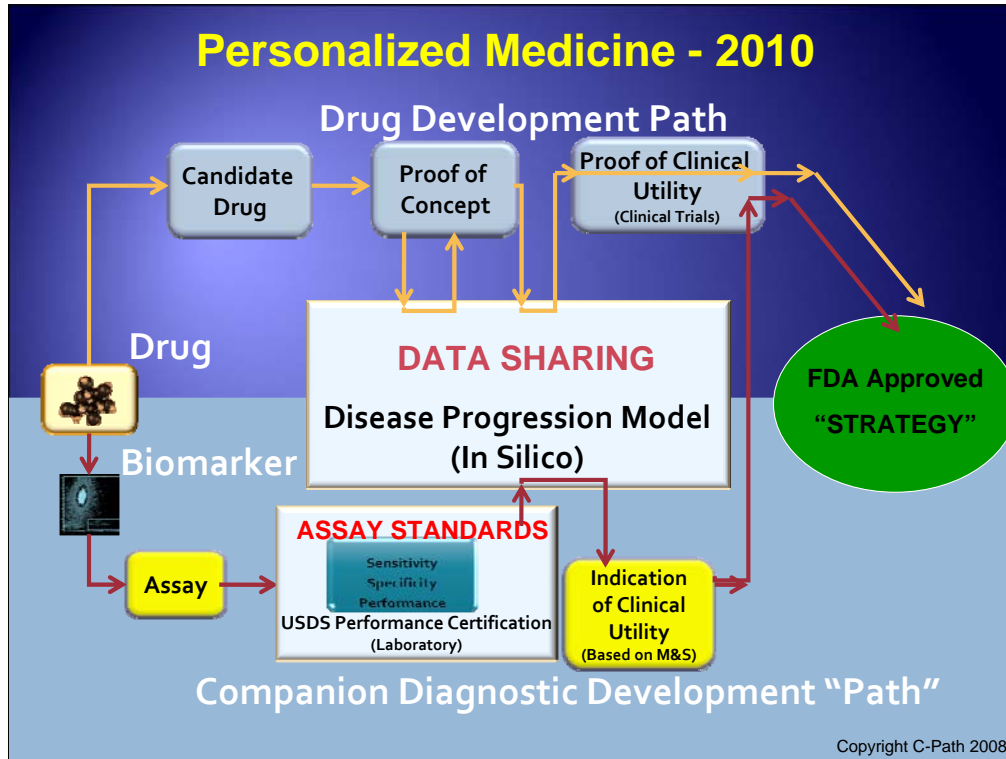 Personalized Medicine - 2010
Drug Development Path
Candidate
Drug
Proof of
Concept
Proof of Clinical
Utility
(Clinical Trials)
Drug
DATA SHARING
Disease Progression Model
(In Silico)
FDA Approved
“STRATEGY”
Biomarker
Assay
ASSAY STANDARDS
Sensitivity
Specificity
Performance
USDS Performance Certification
(Laboratory)
Indication
of Clinical
Utility
(Based on M&S)
Companion Diagnostic Development “Path”
Copyright C-Path 2008